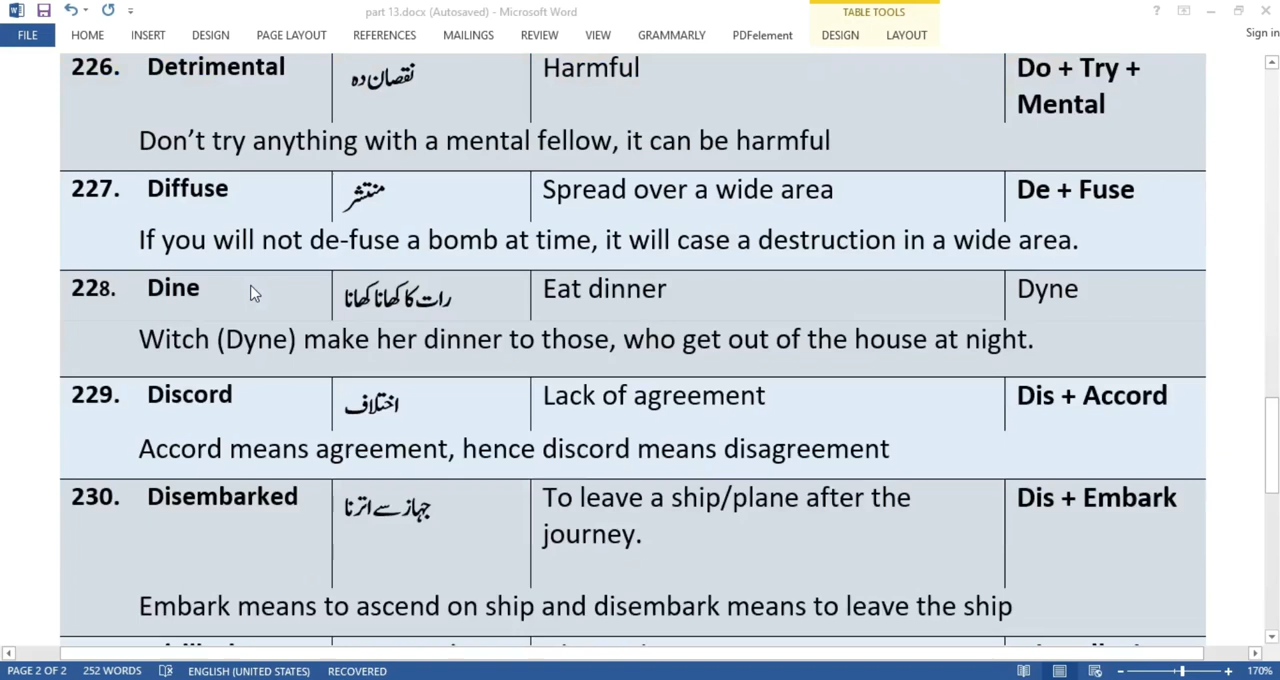 part 13.docx (Autosaved) - Microsoft Word
TABLE TOOLS
?
Sign in
FILE HOME INSERT DESIGN PAGE LAYOUT REFERENCES MAILINGS REVIEW VIEW GRAMMARLY PDFelement DESIGN LAYOUT
226. Detrimental نقصان دہ Harmful Do + Try +
Mental
Don’t try anything with a mental fellow, it can be harmful
227. Diffuse منتشر Spread over a wide area De + Fuse
If you will not de-fuse a bomb at time, it will case a destruction in a wide area.
228. Dine رات کا کھانا کھانا Eat dinner Dyne
Witch (Dyne) make her dinner to those, who get out of the house at night.
229. Discord اختلاف Lack of agreement Dis + Accord
Accord means agreement, hence discord means disagreement
230. Disembarked جہاز سے اترنا To leave a ship/plane after the Dis + Embark
journey.
Embark means to ascend on ship and disembark means to leave the ship
PAGE 2 OF 2 252 WORDS ENGLISH (UNITED STATES) RECOVERED 170%